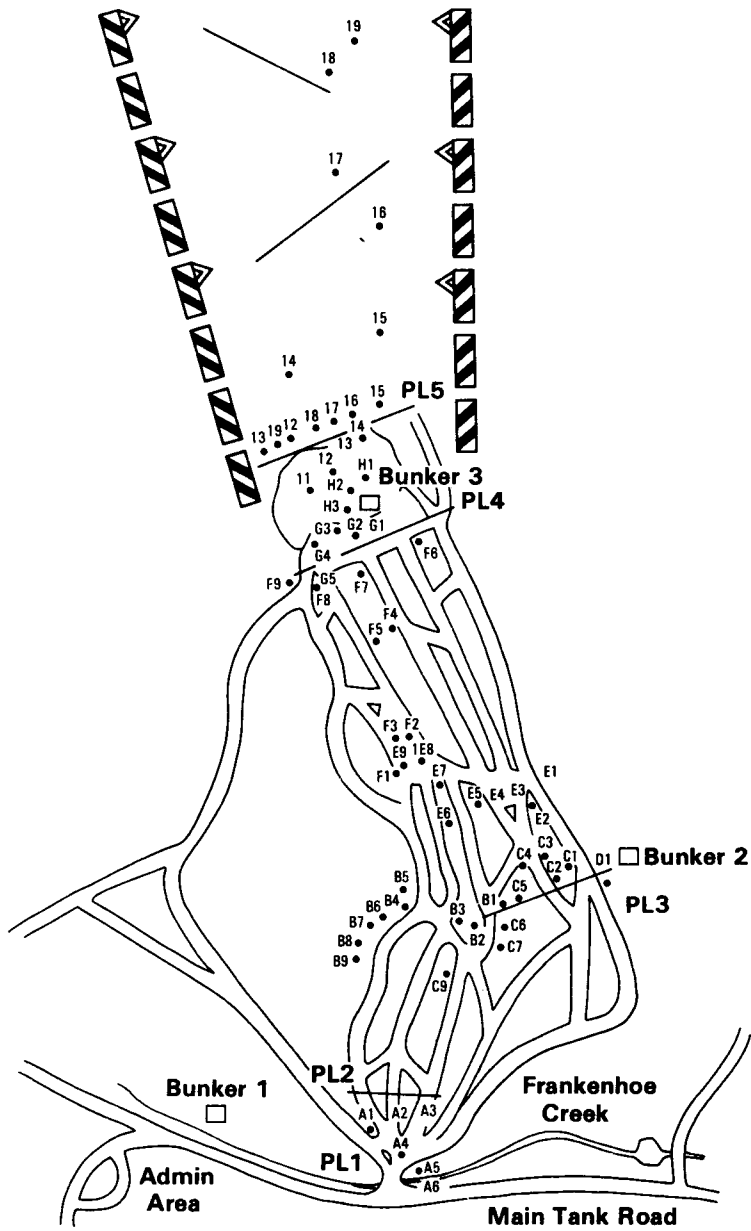 19
18
17
16
15
14
PL5
15
16
17
18
12
19
13
14
13
12
H1
Bunker 3
11
H2
H3
PL4
G3
G2
G1
G4
F6
F9
G5
F7
F8
F4
F5
F3
F2
E9
1E8
F1
E7
E1
E5
E4
E3
E2
E6
C3
C4
C1
D1
Bunker 2
C2
B5
B4
B1
C5
PL3
B6
B7
B3
B2
C6
B8
C7
B9
C9
PL2
Bunker 1
Frankenhoe
Creek
A1
A2
A3
A4
PL1
A5
A6
Admin
Area
Main Tank Road